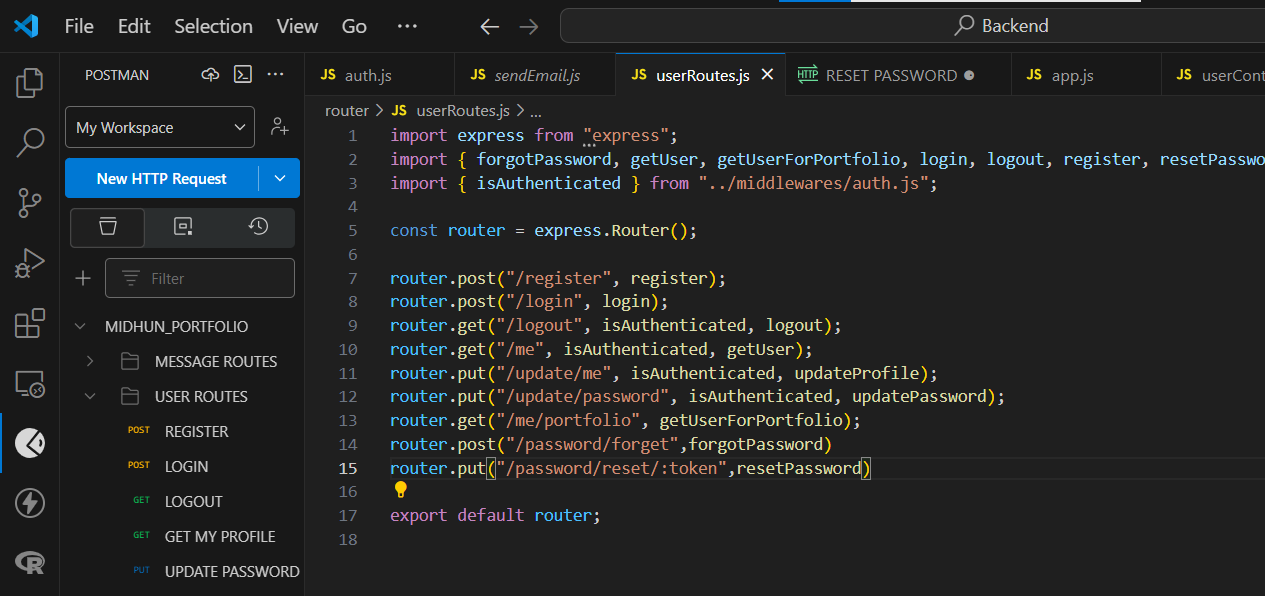 File Edit Selection View Go ...
Backend
POSTMAN
My Workspace
New HTTP Request
Filter
MIDHUN_PORTFOLIO
MESSAGE ROUTES
USER ROUTES
POST REGISTER
POST LOGIN
GET LOGOUT
GET GET MY PROFILE
PUT UPDATE PASSWORD
JS auth.js
JS sendEmail.js
JS userRoutes.js
HTTP RESET PASSWORD
JS app.js
JS userCont
router > JS userRoutes.js > ...
1 import express from "express";
2 import { forgotPassword, getUser, getUserForPortfolio, login, logout, register, resetPasswo
3 import { isAuthenticated } from "../middlewares/auth.js";
4
5 const router = express.Router();
6
7 router.post("/register", register);
8 router.post("/login", login);
9 router.get("/logout", isAuthenticated, logout);
10 router.get("/me", isAuthenticated, getUser);
11 router.put("/update/me", isAuthenticated, updateProfile);
12 router.put("/update/password", isAuthenticated, updatePassword);
13 router.get("/me/portfolio", getUserForPortfolio);
14 router.post("/password/forget",forgotPassword)
15 router.put("/password/reset/:token",resetPassword)
16
17 export default router;
18